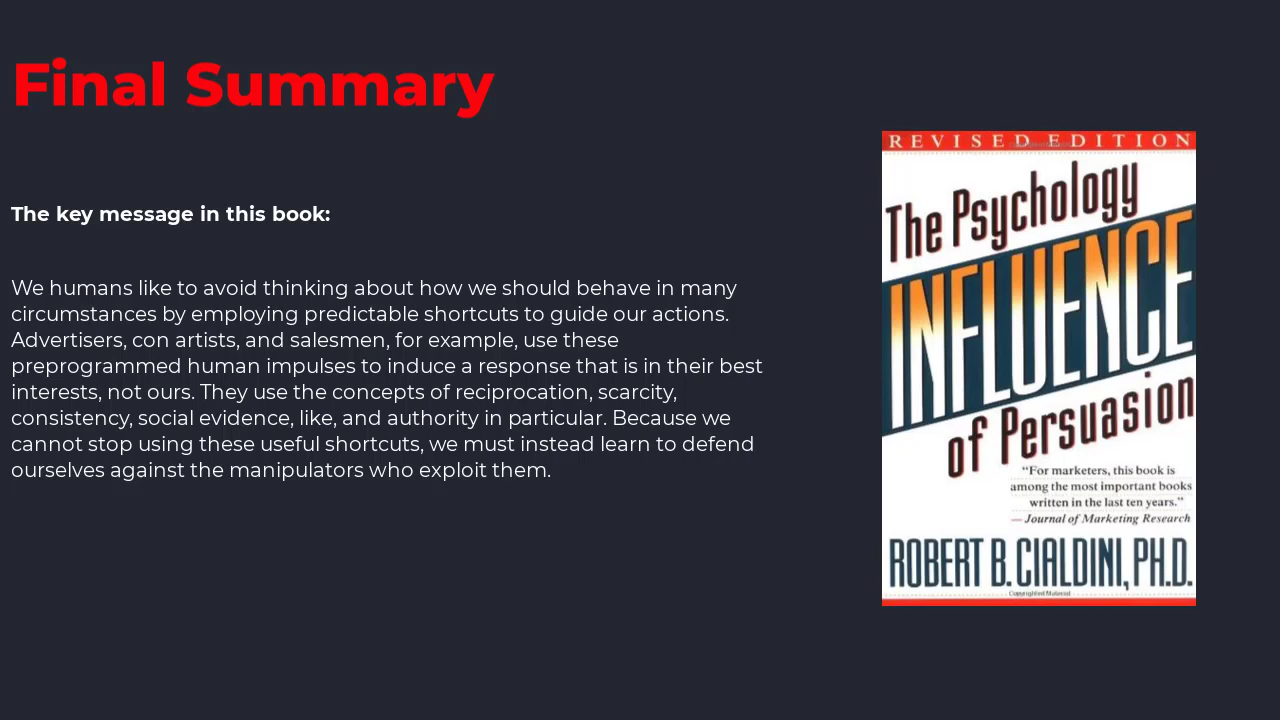 Final Summary
The key message in this book:
We humans like to avoid thinking about how we should behave in many
circumstances by employing predictable shortcuts to guide our actions.
Advertisers, con artists, and salesmen, for example, use these
preprogrammed human impulses to induce a response that is in their best
interests, not ours. They use the concepts of reciprocation, scarcity,
consistency, social evidence, like, and authority in particular. Because we
cannot stop using these useful shortcuts, we must instead learn to defend
ourselves against the manipulators who exploit them.
REVISED EDITION
The Psychology
INFLUENCE
of Persuasion
“For marketers, this book is
among the most important books
written in the last ten years.”
— Journal of Marketing Research
ROBERT B. CIALDINI, PH.D.
Copyrighted Material